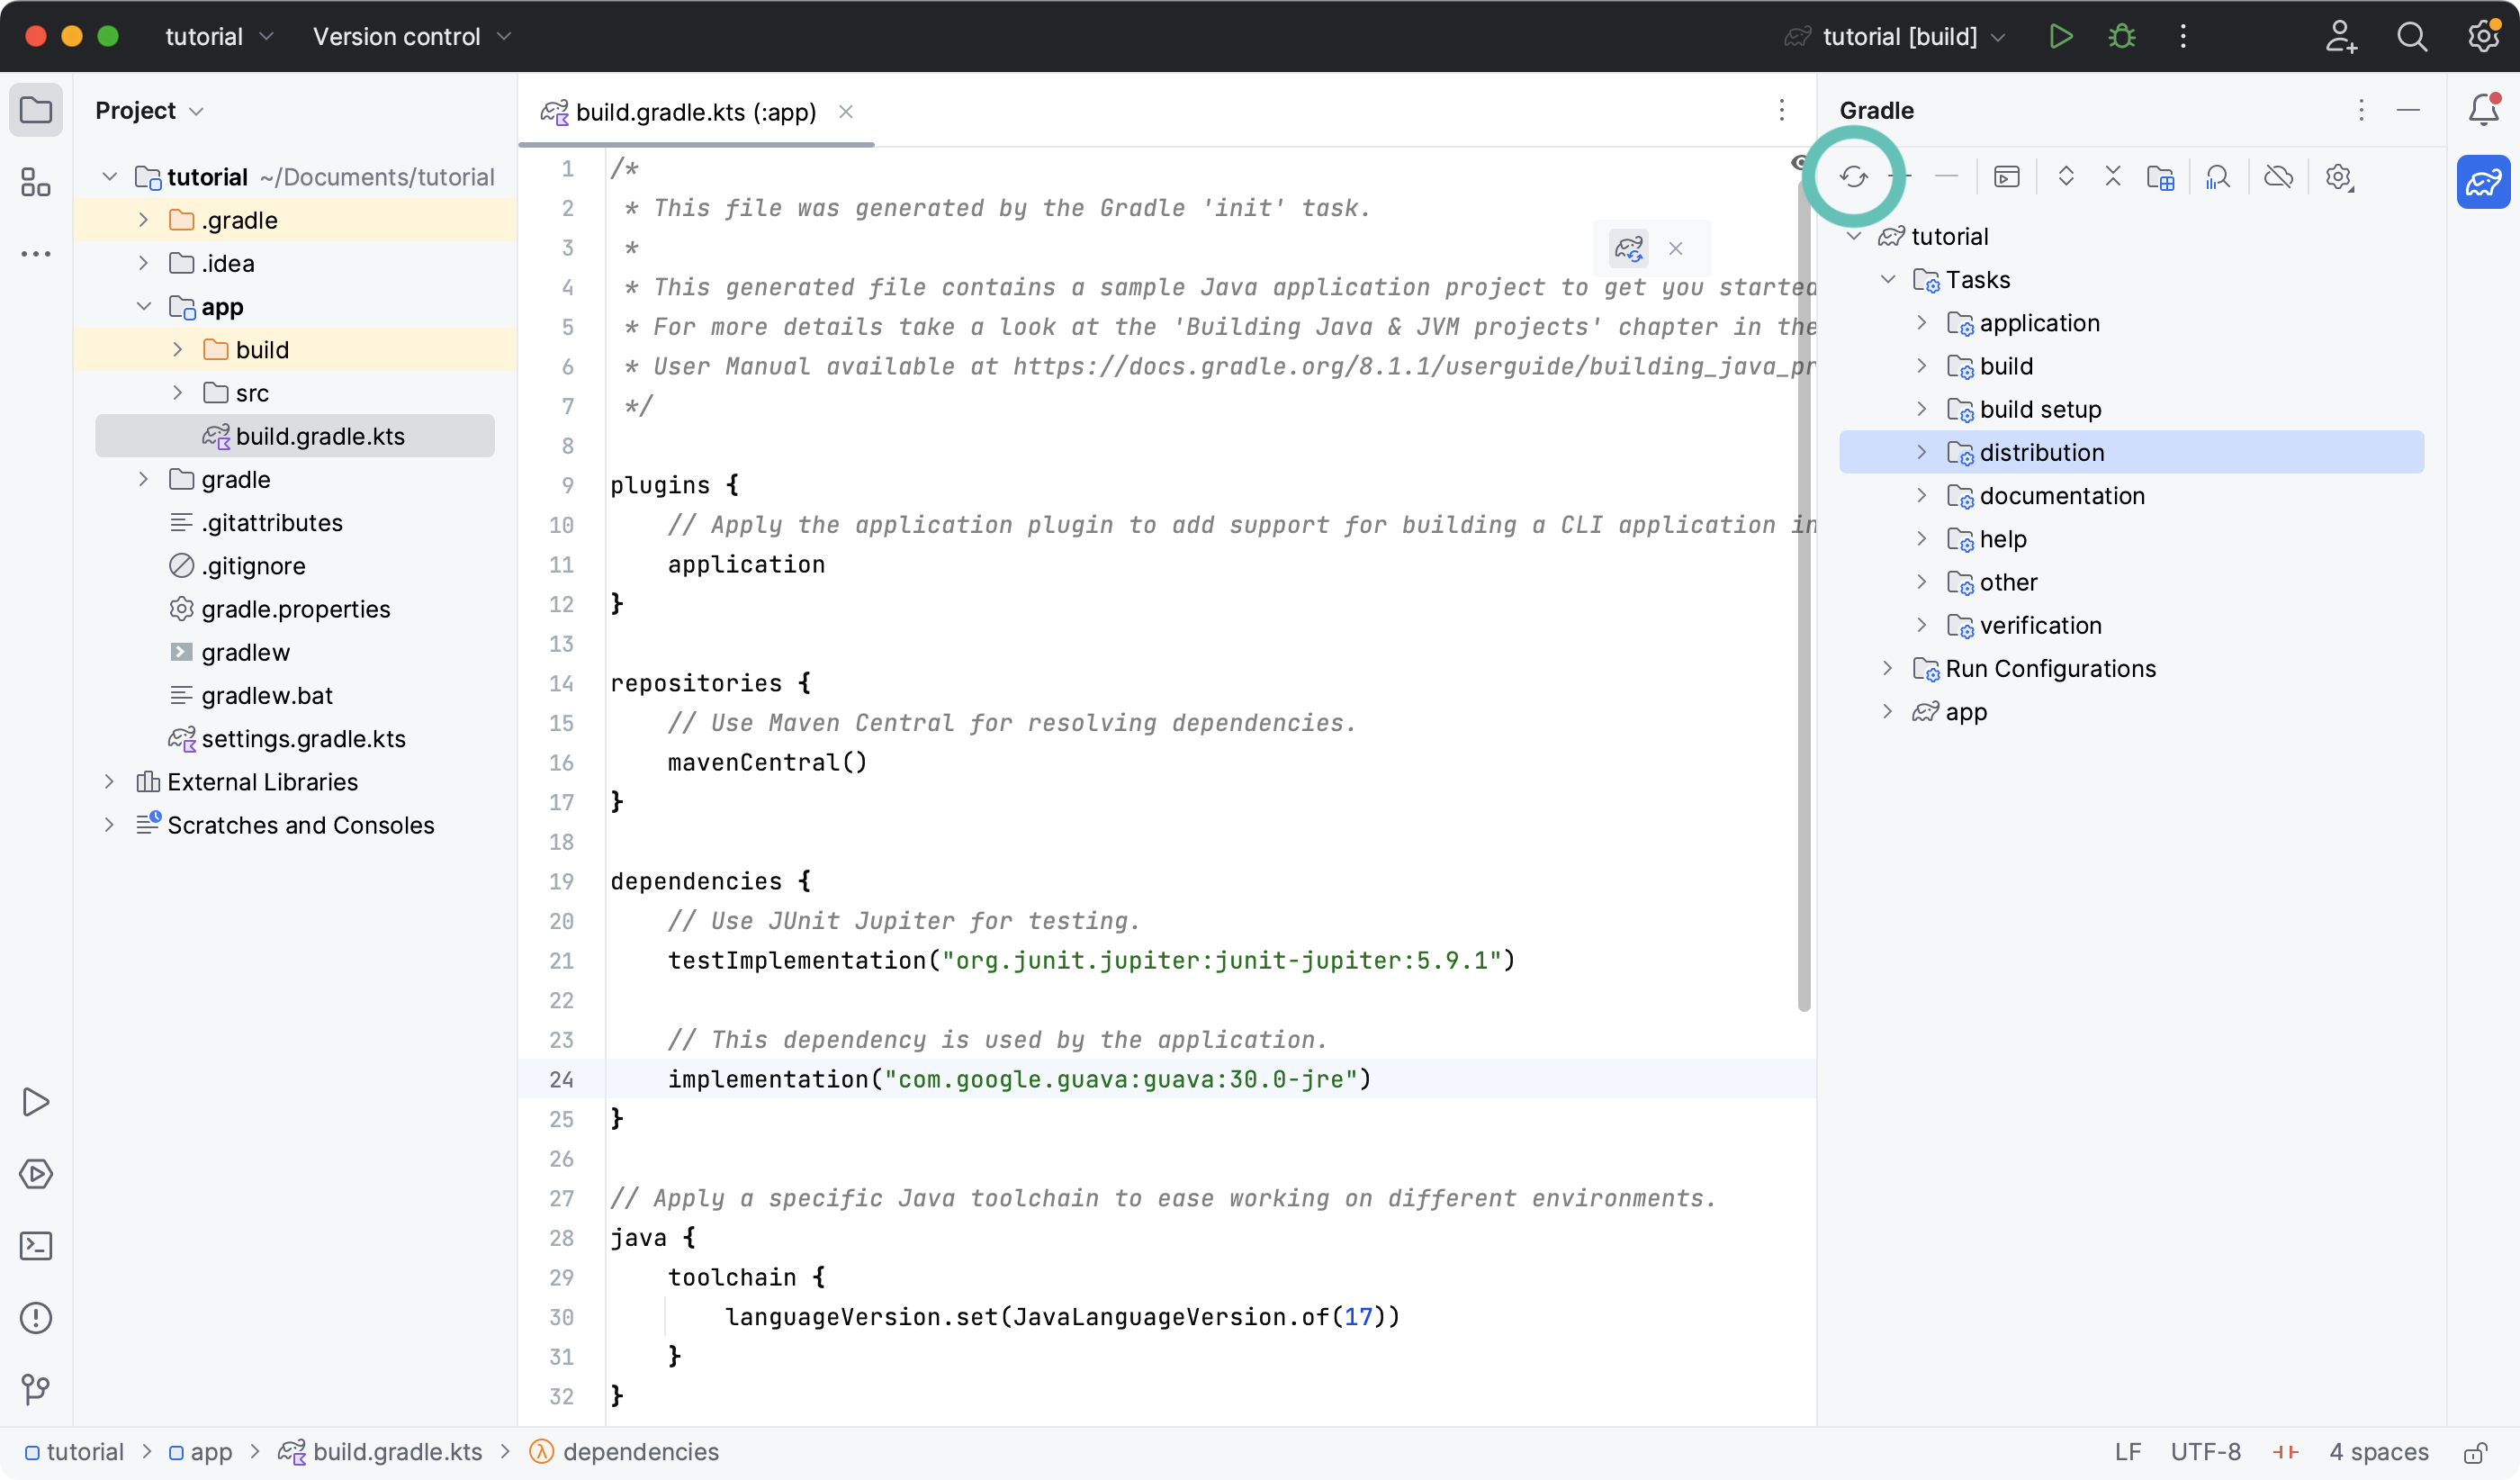 tutorial
Version control
tutorial [build]
Project
tutorial ~/Documents/tutorial
.gradle
.idea
app
build
src
build.gradle.kts
gradle
.gitattributes
.gitignore
gradle.properties
gradlew
gradlew.bat
settings.gradle.kts
External Libraries
Scratches and Consoles
build.gradle.kts (:app)
1 /*
2  * This file was generated by the Gradle 'init' task.
3  *
4  * This generated file contains a sample Java application project to get you started
5  * For more details take a look at the 'Building Java & JVM projects' chapter in the
6  * User Manual available at https://docs.gradle.org/8.1.1/userguide/building_java_pr
7  */
8
9 plugins {
10     // Apply the application plugin to add support for building a CLI application in
11     application
12 }
13
14 repositories {
15     // Use Maven Central for resolving dependencies.
16     mavenCentral()
17 }
18
19 dependencies {
20     // Use JUnit Jupiter for testing.
21     testImplementation("org.junit.jupiter:junit-jupiter:5.9.1")
22
23     // This dependency is used by the application.
24     implementation("com.google.guava:guava:30.0-jre")
25 }
26
27 // Apply a specific Java toolchain to ease working on different environments.
28 java {
29     toolchain {
30         languageVersion.set(JavaLanguageVersion.of(17))
31     }
32 }
Gradle
tutorial
Tasks
application
build
build setup
distribution
documentation
help
other
verification
Run Configurations
app
tutorial > app > build.gradle.kts > λ dependencies
LF UTF-8 4 spaces